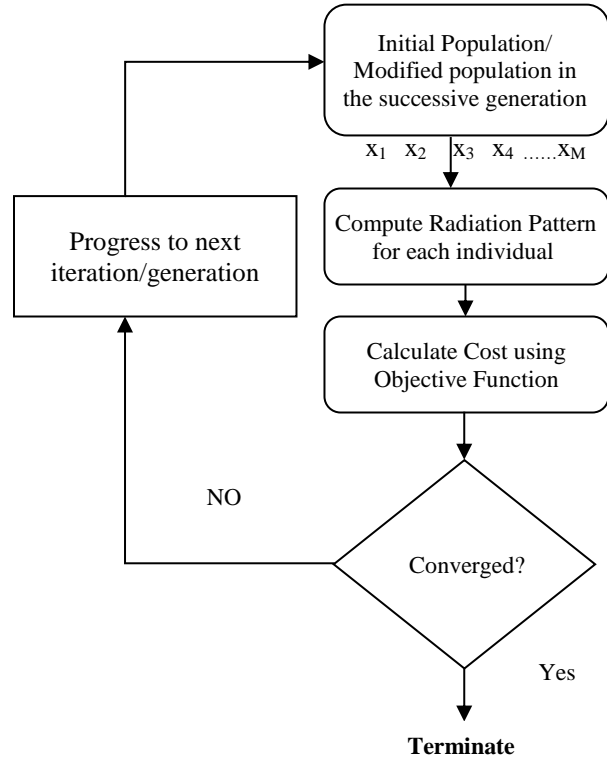 Initial Population/
Modified population in
the successive generation
x₁ x₂ x₃ x₄ ......x_M
Compute Radiation Pattern
for each individual
Progress to next
iteration/generation
Calculate Cost using
Objective Function
NO
Converged?
Yes
Terminate